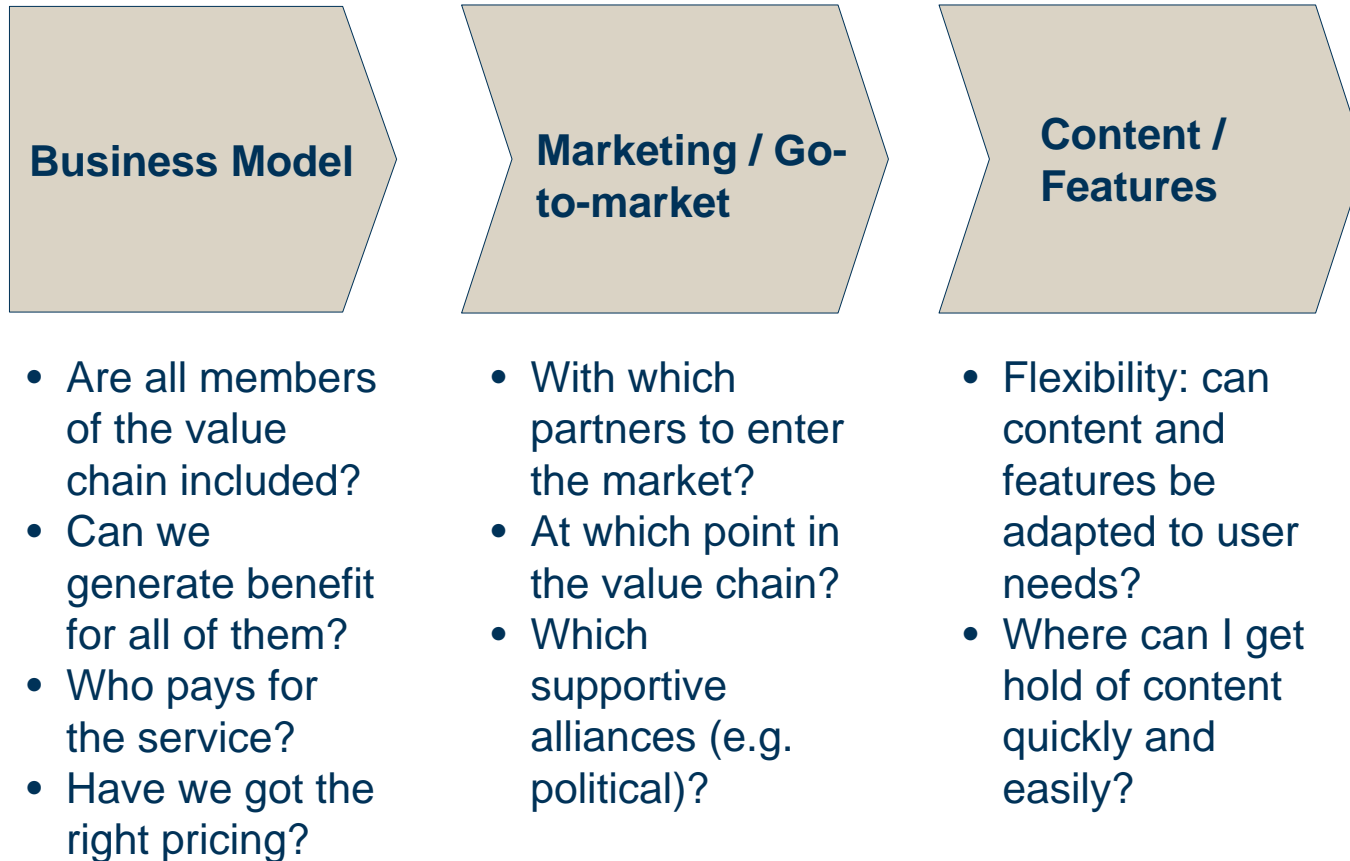 Business Model
Marketing / Go-
to-market
Content /
Features
• Are all members
of the value
chain included?
• Can we
generate benefit
for all of them?
• Who pays for
the service?
• Have we got the
right pricing?
• With which
partners to enter
the market?
• At which point in
the value chain?
• Which
supportive
alliances (e.g.
political)?
• Flexibility: can
content and
features be
adapted to user
needs?
• Where can I get
hold of content
quickly and
easily?